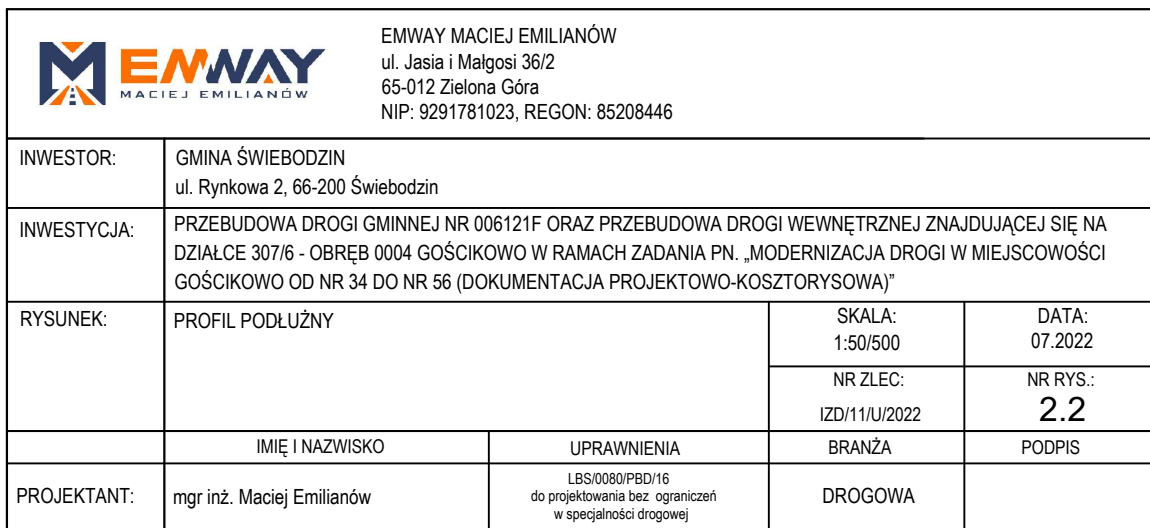 EMWAY
MACIEJ EMILIANÓW
EMWAY MACIEJ EMILIANÓW
ul. Jasia i Małgosi 36/2
65-012 Zielona Góra
NIP: 9291781023, REGON: 85208446
INWESTOR:
GMINA ŚWIEBODZIN
ul. Rynkowa 2, 66-200 Świebodzin
INWESTYCJA:
PRZEBUDOWA DROGI GMINNEJ NR 006121F ORAZ PRZEBUDOWA DROGI WEWNĘTRZNEJ ZNAJDUJĄCEJ SIĘ NA
DZIAŁCE 307/6 - OBRĘB 0004 GOŚCIKOWO W RAMACH ZADANIA PN. „MODERNIZACJA DROGI W MIEJSCOWOŚCI
GOŚCIKOWO OD NR 34 DO NR 56 (DOKUMENTACJA PROJEKTOWO-KOSZTORYSOWA)”
RYSUNEK:
PROFIL PODŁUŻNY
SKALA:
1:50/500
DATA:
07.2022
NR ZLEC:
IZD/11/U/2022
NR RYS.:
2.2
IMIĘ I NAZWISKO
UPRAWNIENIA
BRANŻA
PODPIS
PROJEKTANT:
mgr inż. Maciej Emilianów
LBS/0080/PBD/16
do projektowania bez ograniczeń
w specjalności drogowej
DROGOWA